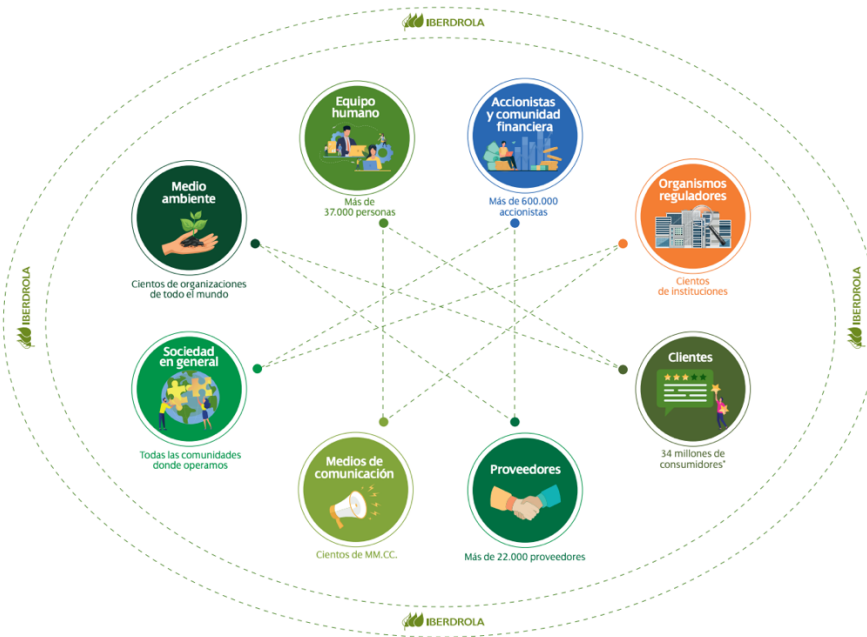 IBERDROLA
Equipo
humano
Más de
37.000 personas
Accionistas
y comunidad
financiera
Más de 600.000
accionistas
Medio
ambiente
Cientos de organizaciones
de todo el mundo
Organismos
reguladores
Cientos
de instituciones
IBERDROLA
IBERDROLA
Sociedad
en general
Todas las comunidades
donde operamos
Clientes
34 millones de
consumidores*
Medios de
comunicación
Cientos de MM.CC.
Proveedores
Más de 22.000 proveedores
IBERDROLA